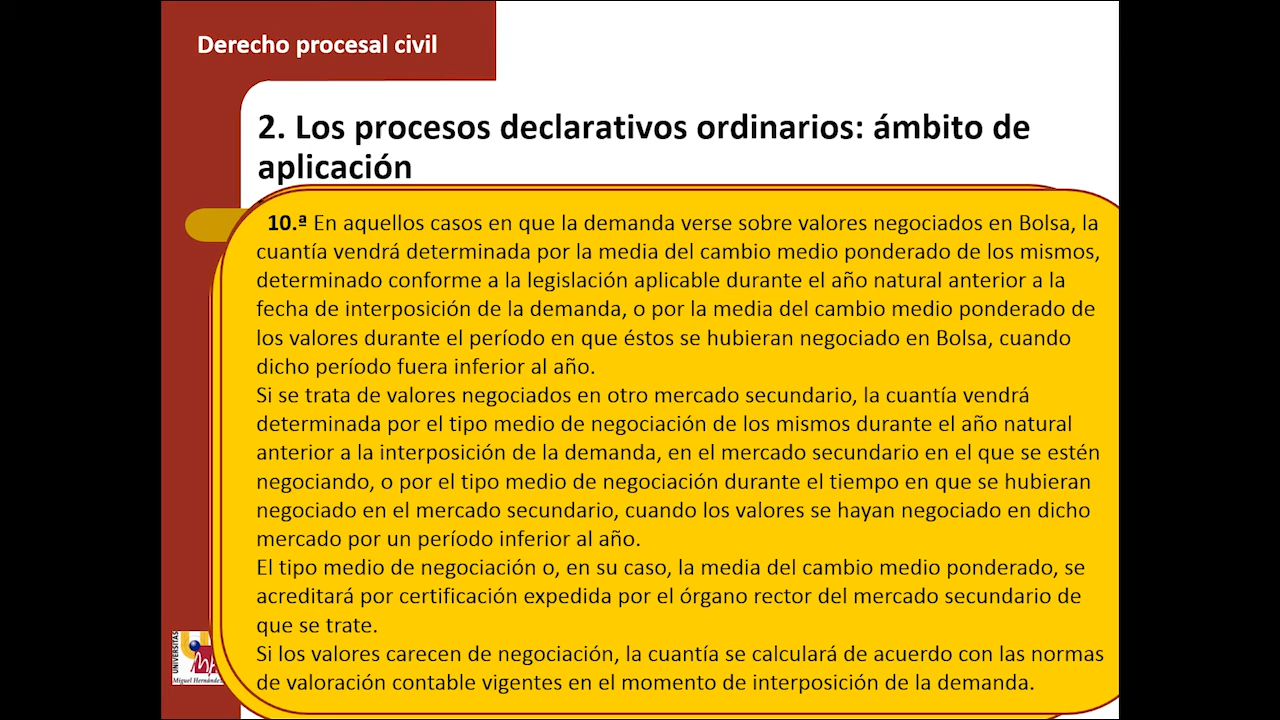 Derecho procesal civil
2. Los procesos declarativos ordinarios: ámbito de
aplicación
10.ª En aquellos casos en que la demanda verse sobre valores negociados en Bolsa, la
cuantía vendrá determinada por la media del cambio medio ponderado de los mismos,
determinado conforme a la legislación aplicable durante el año natural anterior a la
fecha de interposición de la demanda, o por la media del cambio medio ponderado de
los valores durante el período en que éstos se hubieran negociado en Bolsa, cuando
dicho período fuera inferior al año.
Si se trata de valores negociados en otro mercado secundario, la cuantía vendrá
determinada por el tipo medio de negociación de los mismos durante el año natural
anterior a la interposición de la demanda, en el mercado secundario en el que se estén
negociando, o por el tipo medio de negociación durante el tiempo en que se hubieran
negociado en el mercado secundario, cuando los valores se hayan negociado en dicho
mercado por un período inferior al año.
El tipo medio de negociación o, en su caso, la media del cambio medio ponderado, se
acreditará por certificación expedida por el órgano rector del mercado secundario de
que se trate.
Si los valores carecen de negociación, la cuantía se calculará de acuerdo con las normas
de valoración contable vigentes en el momento de interposición de la demanda.
UNIVERSITAS
Miguel Hernández